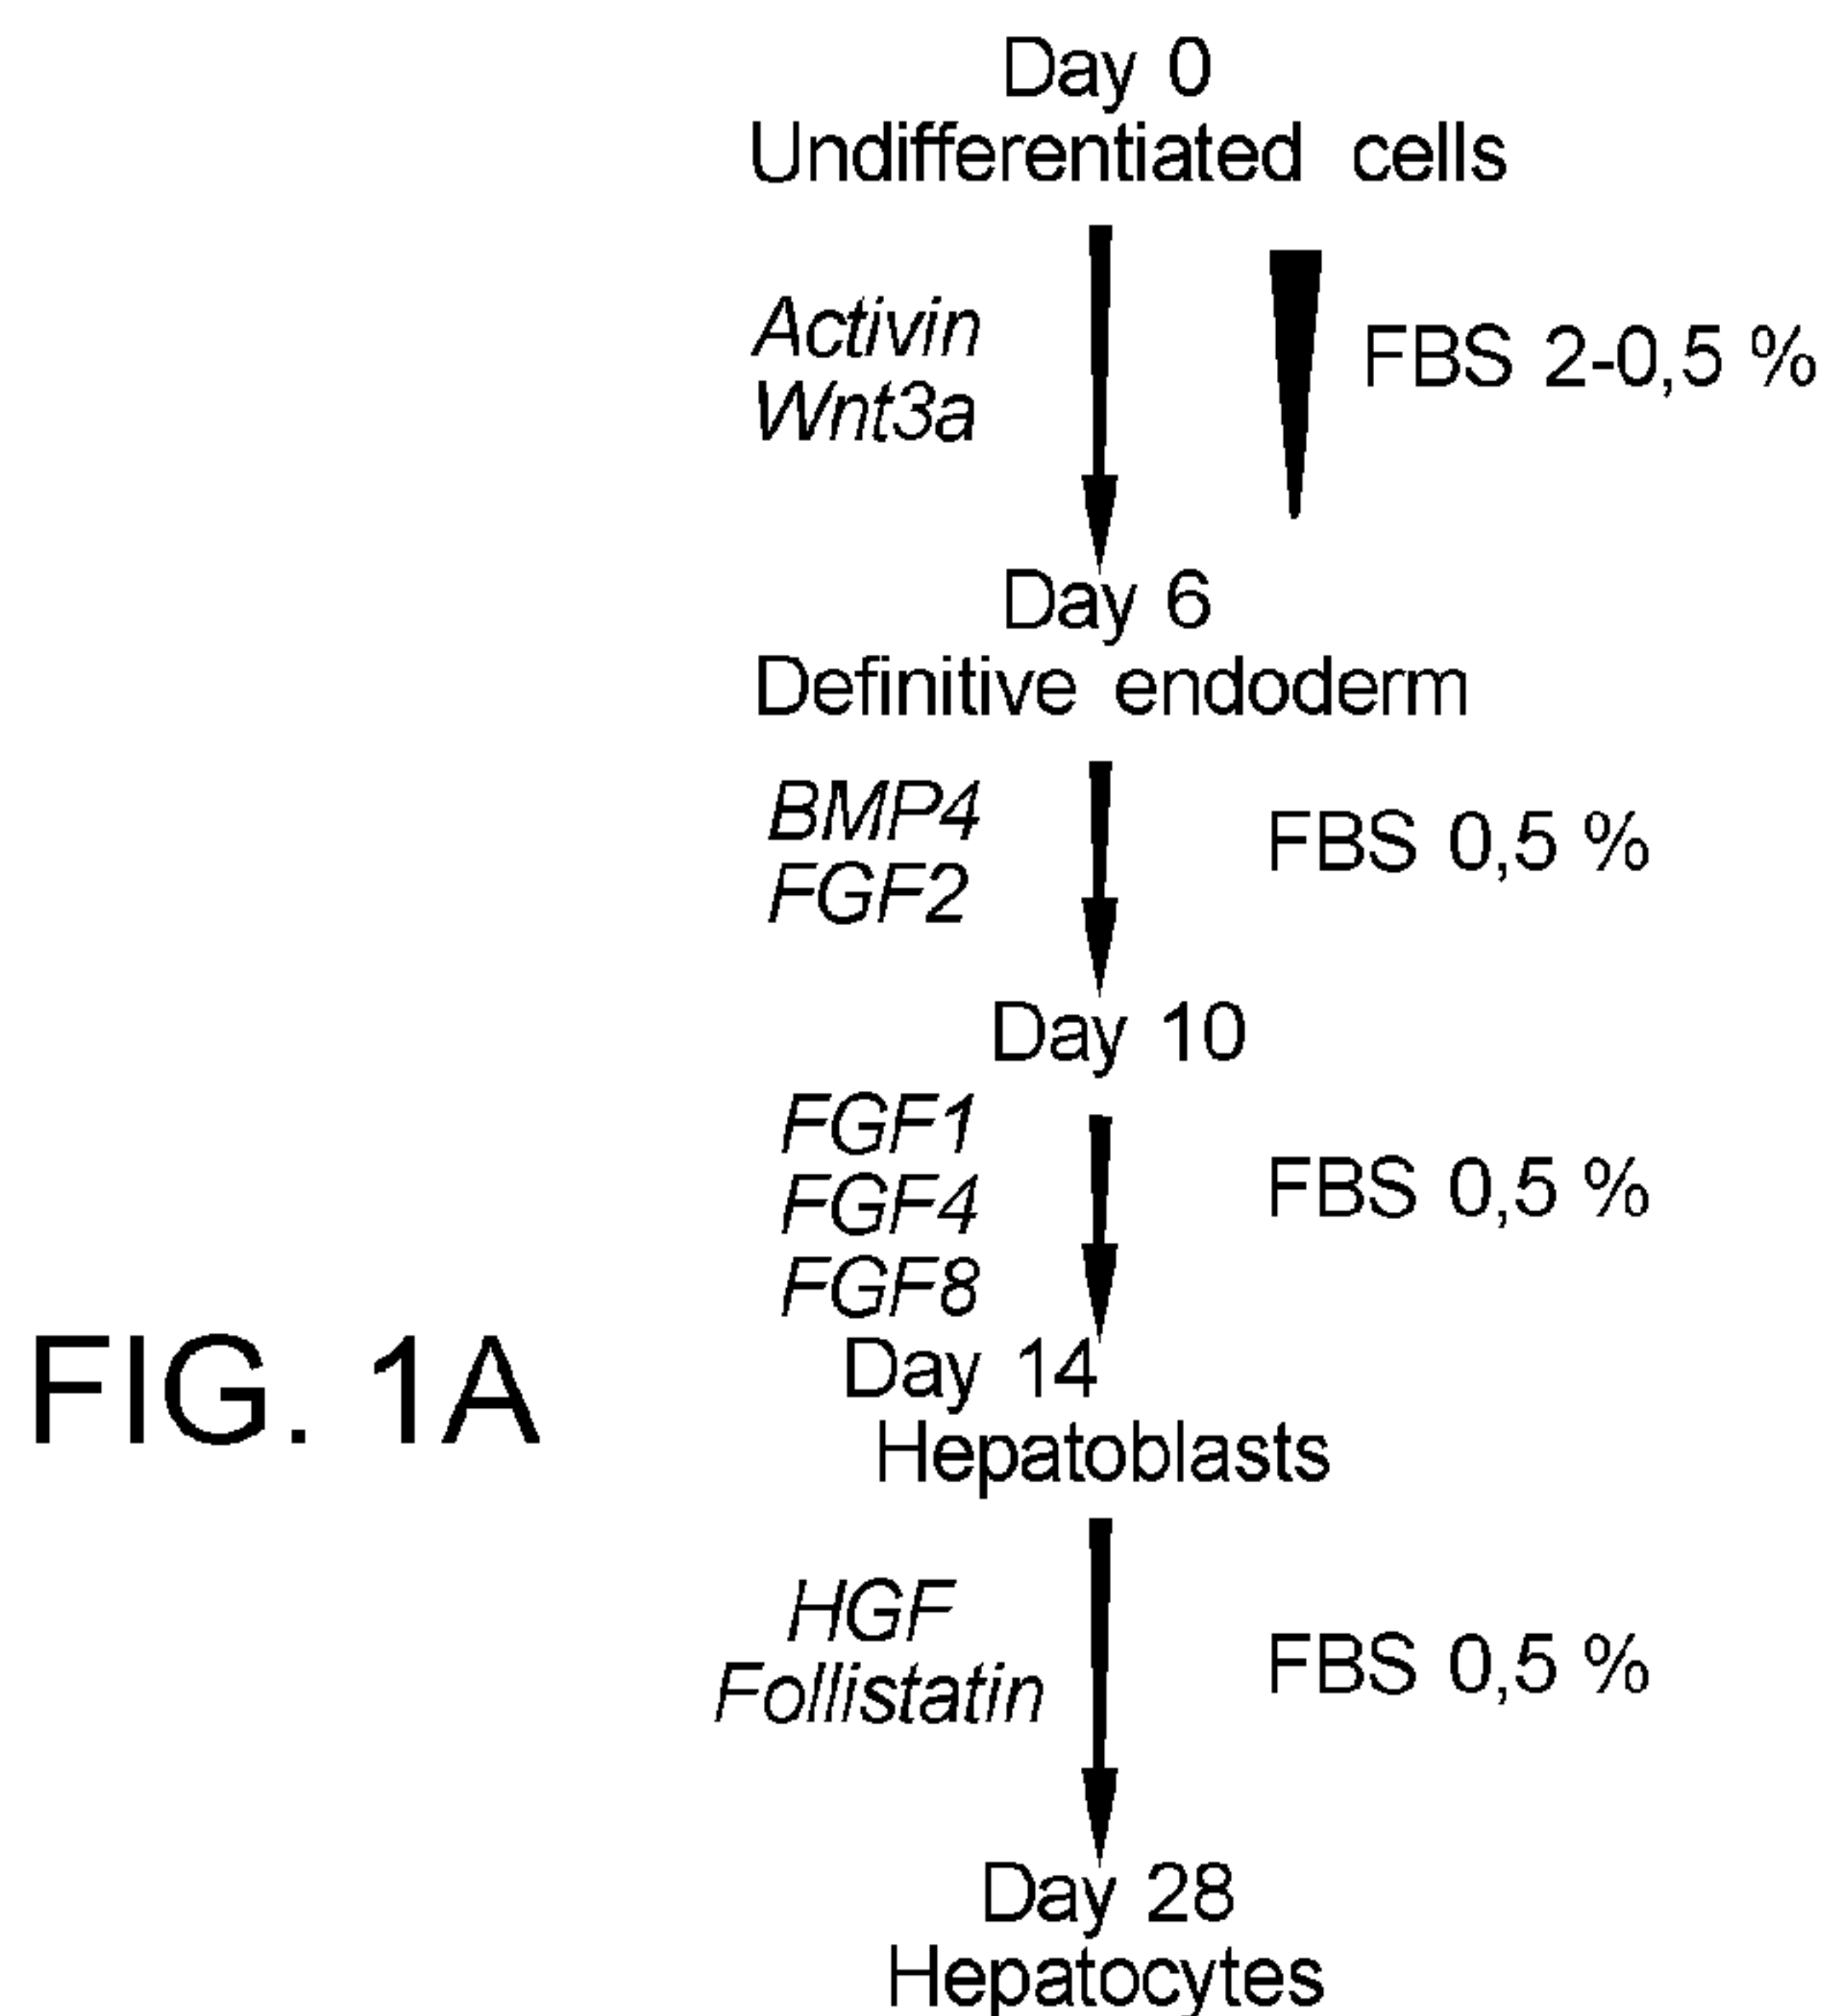 Day 0
Undifferentiated cells
Activin
Wnt3a
FBS 2-0,5 %
Day 6
Definitive endoderm
BMP4
FGF2
FBS 0,5 %
Day 10
FGF1
FGF4
FGF8
FBS 0,5 %
FIG. 1A
Day 14
Hepatoblasts
HGF
Follistatin
FBS 0,5 %
Day 28
Hepatocytes